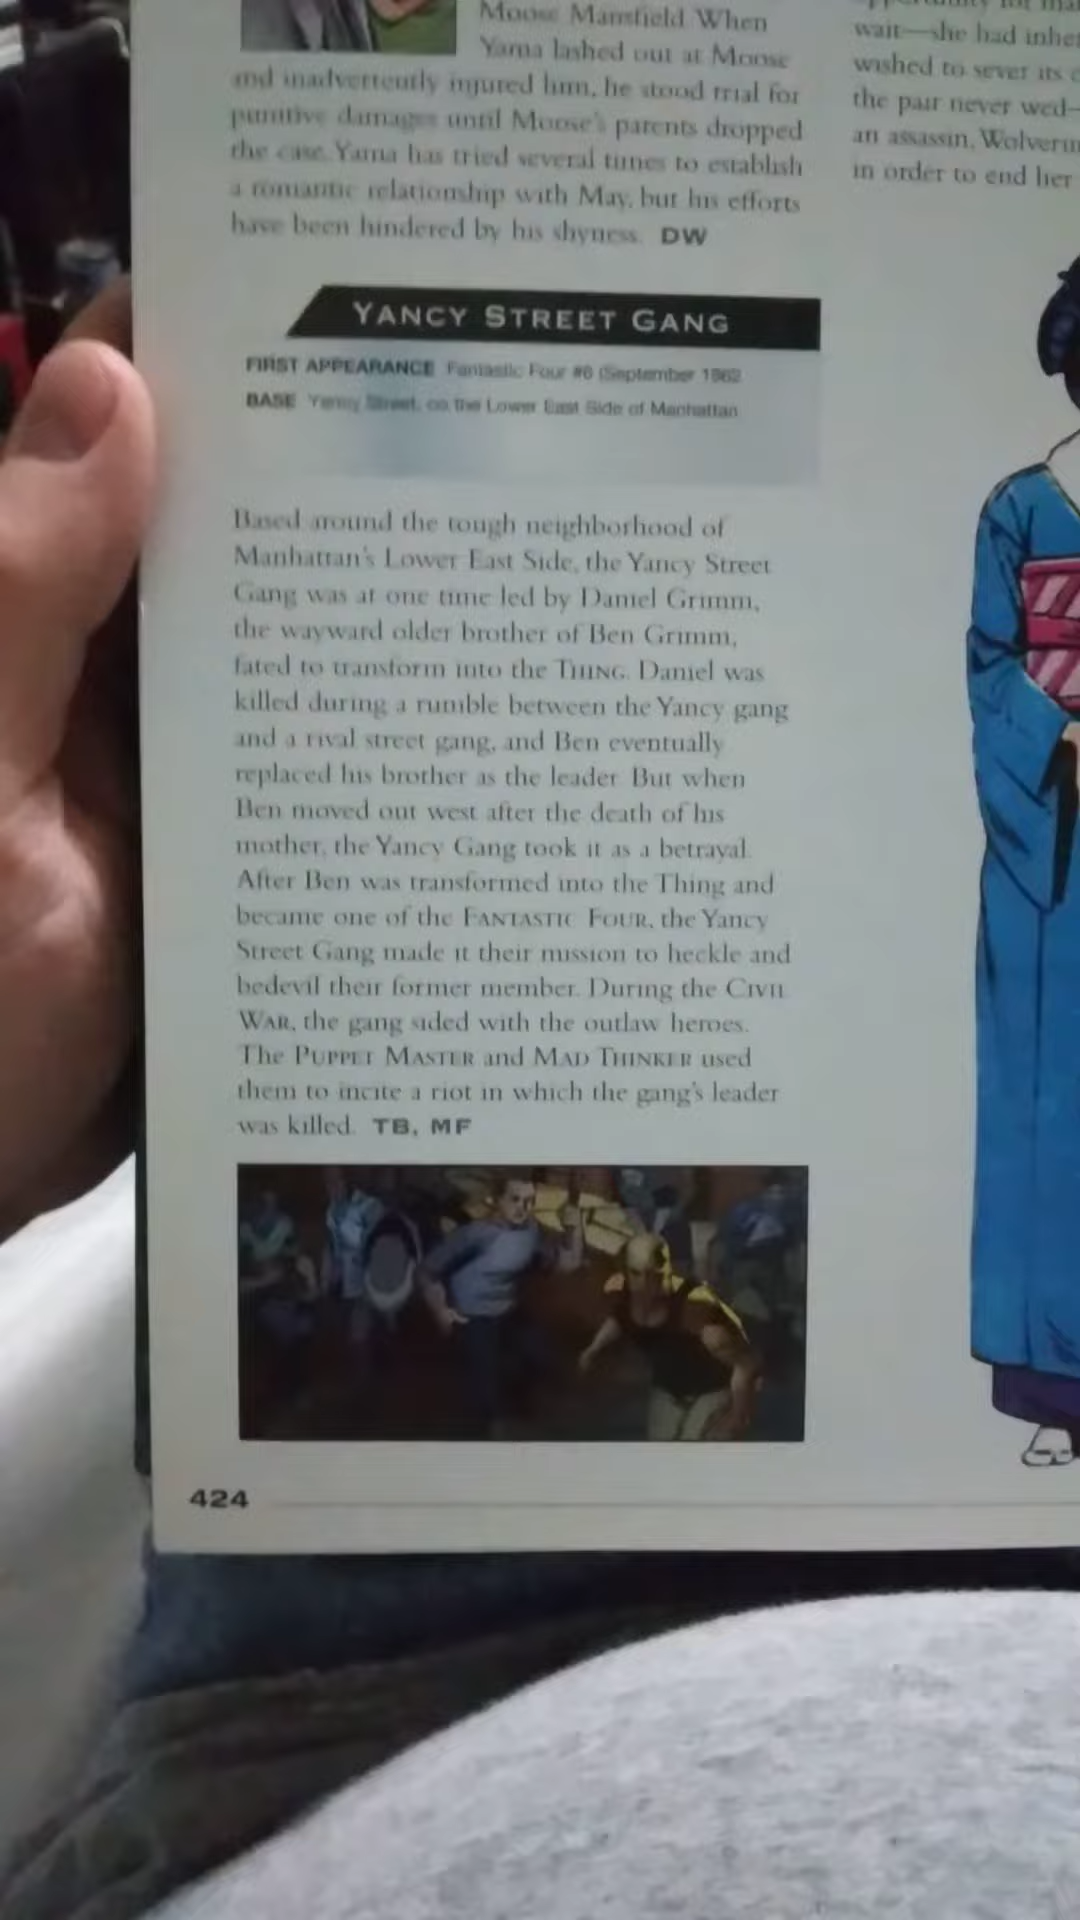 Moose Mansfield When
Yama lashed out at Moose
and inadvertently injured him, he stood trial for
punitive damages until Moose's parents dropped
the case. Yama has tried several times to establish
a romantic relationship with May, but his efforts
have been hindered by his shyness. DW
YANCY STREET GANG
FIRST APPEARANCE Fantastic Four #6 (September 1962
BASE Yancy Street, on the Lower East Side of Manhattan
Based around the tough neighborhood of
Manhattan's Lower East Side, the Yancy Street
Gang was at one time led by Daniel Grimm,
the wayward older brother of Ben Grimm,
fated to transform into the THING. Daniel was
killed during a rumble between the Yancy gang
and a rival street gang, and Ben eventually
replaced his brother as the leader. But when
Ben moved out west after the death of his
mother, the Yancy Gang took it as a betrayal.
After Ben was transformed into the Thing and
became one of the FANTASTIC FOUR, the Yancy
Street Gang made it their mission to heckle and
bedevil their former member. During the CIVIL
WAR, the gang sided with the outlaw heroes.
The PUPPET MASTER and MAD THINKER used
them to incite a riot in which the gang's leader
was killed. TB, MF
424
wait—she had
wished to sever its
the pair never wed—
an assassin,
in order to end her